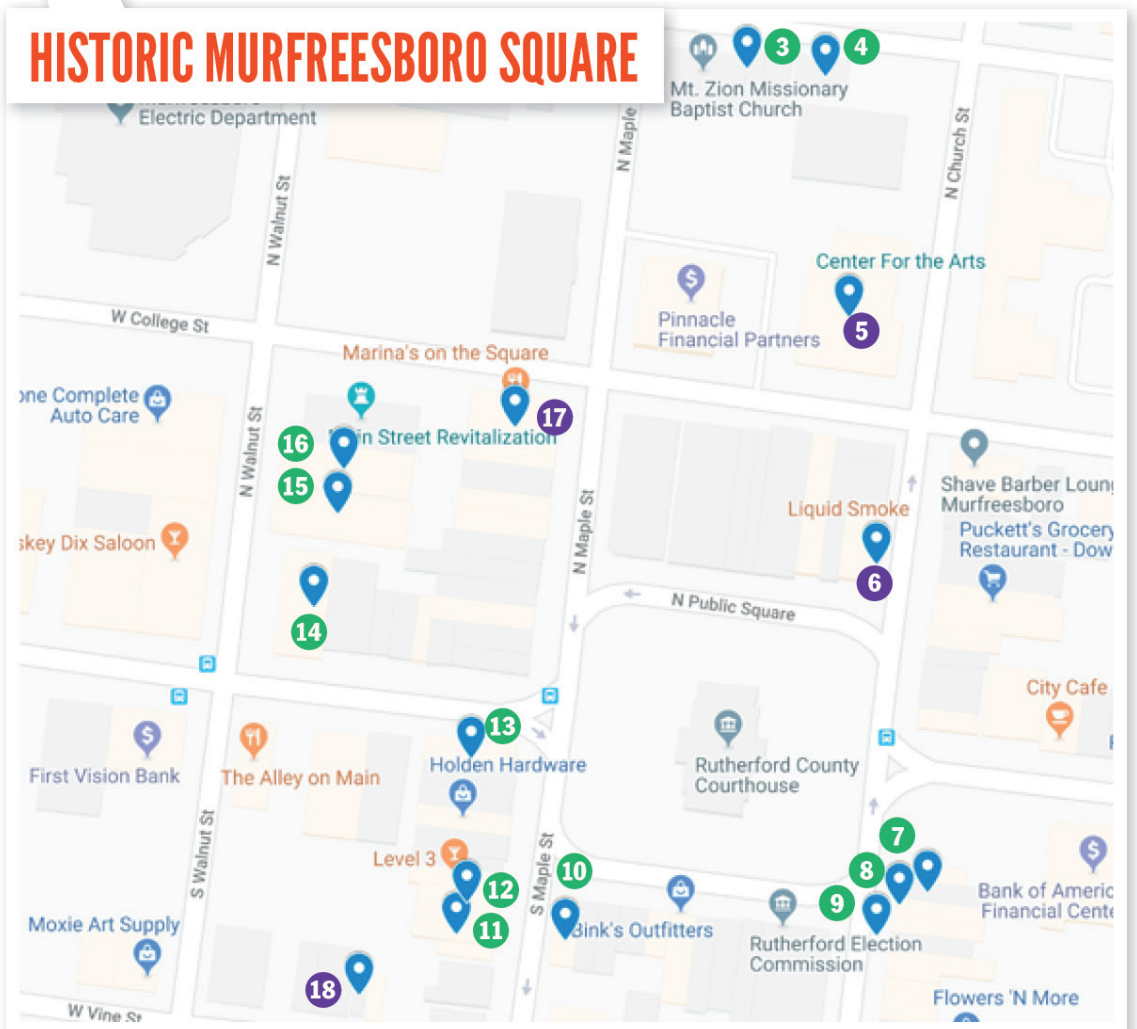 HISTORIC MURFREESBORO SQUARE
3
4
Mt. Zion Missionary
Baptist Church
Electric Department
N Maple
N Church St
N Walnut St
Center For the Arts
5
Pinnacle
Financial Partners
W College St
Marina's on the Square
17
one Complete
Auto Care
16
Main Street Revitalization
15
N Walnut St
N Maple St
Shave Barber Loung
Murfreesboro
Liquid Smoke
Puckett's Grocery
Restaurant - Dow
skey Dix Saloon
6
N Public Square
14
City Cafe
13
First Vision Bank
The Alley on Main
Holden Hardware
Rutherford County
Courthouse
S Walnut St
Level 3
S Maple St
7
8
9
10
12
11
Bank of Americ
Financial Cente
Moxie Art Supply
Bink's Outfitters
Rutherford Election
Commission
18
Flowers 'N More
W Vine St